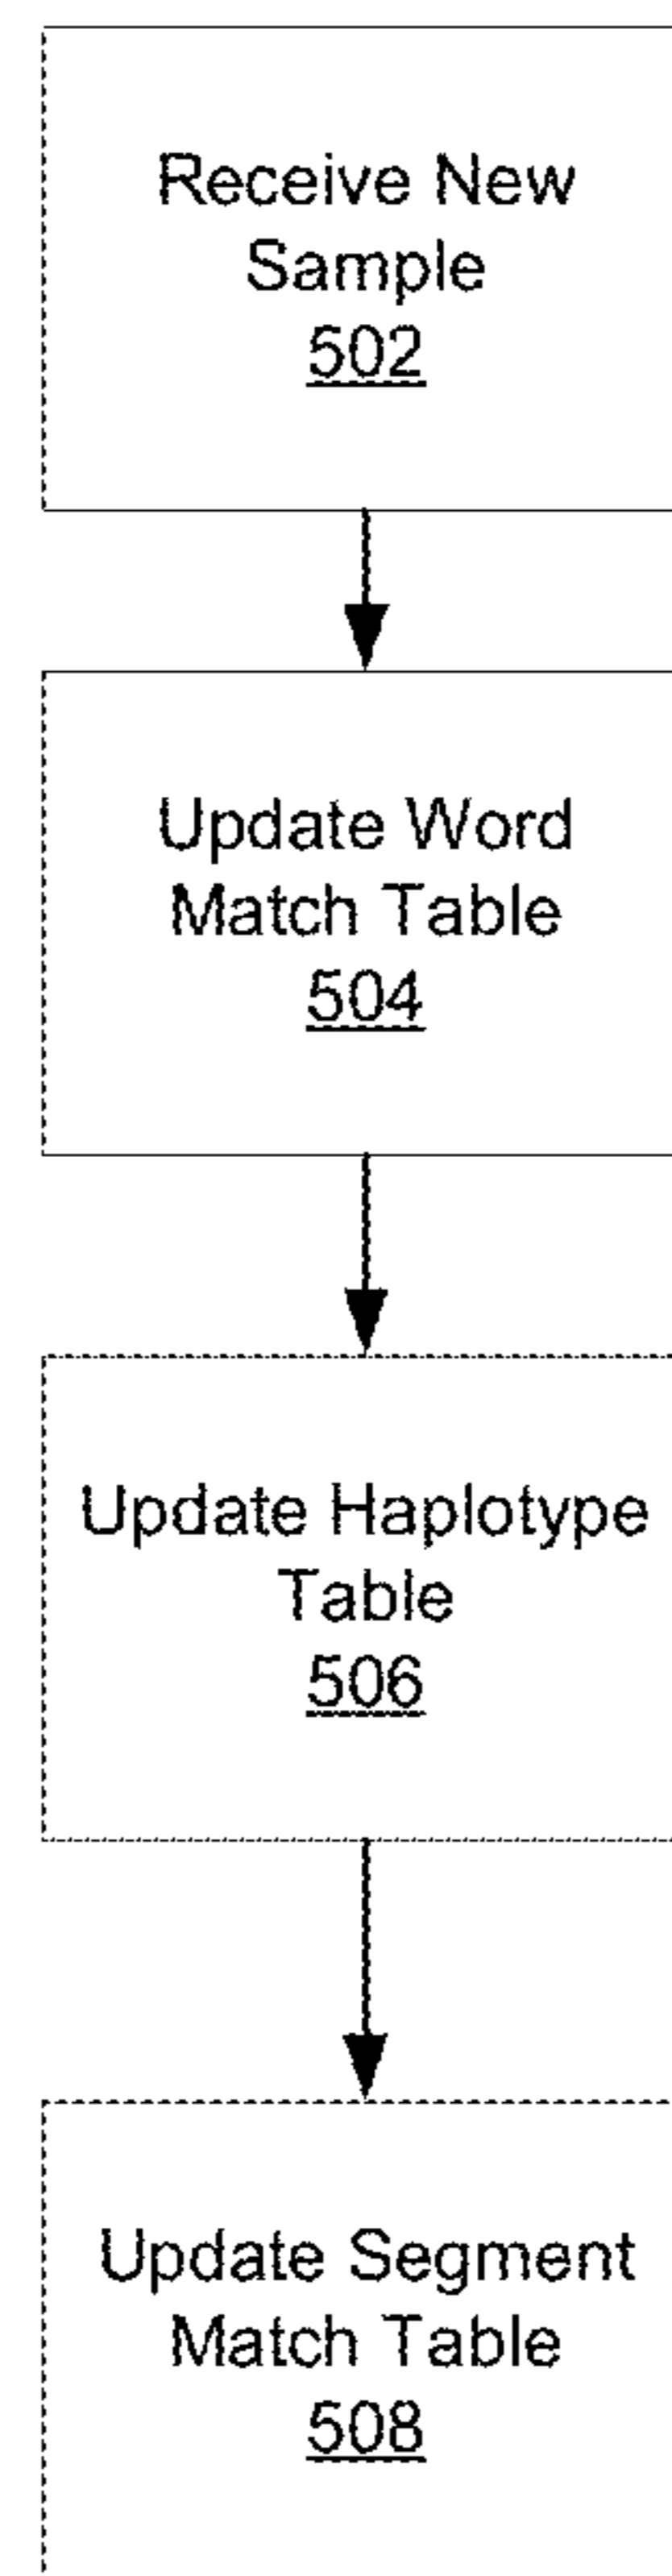 Receive New
Sample
502
Update Word
Match Table
504
Update Haplotype
Table
506
Update Segment
Match Table
508